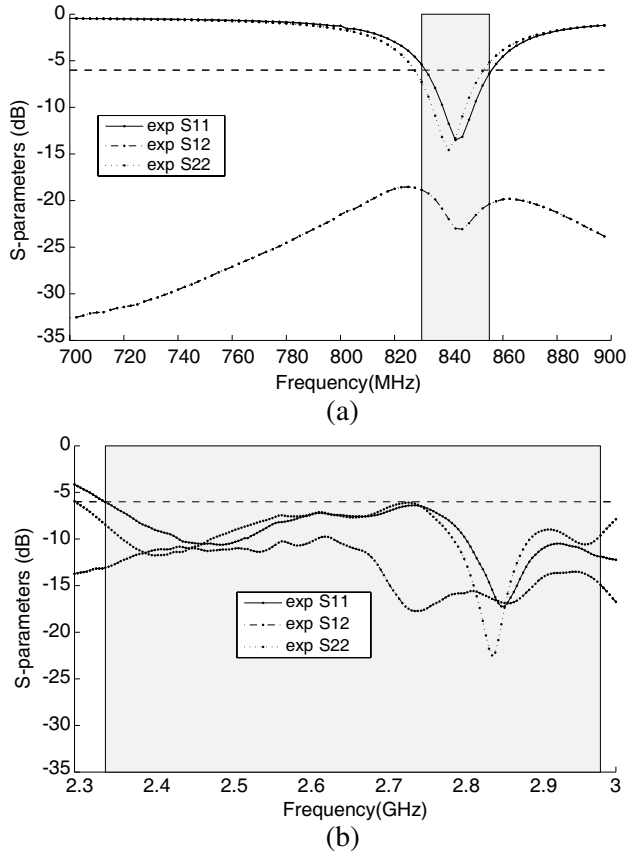 0
-5
-10
-15
-20
-25
-30
-35
S-parameters (dB)
exp S11
exp S12
exp S22
700 720 740 760 780 800 820 840 860 880 900
Frequency(MHz)
(a)
0
-5
-10
-15
-20
-25
-30
-35
S-parameters (dB)
exp S11
exp S12
exp S22
2.3 2.4 2.5 2.6 2.7 2.8 2.9 3
Frequency(GHz)
(b)